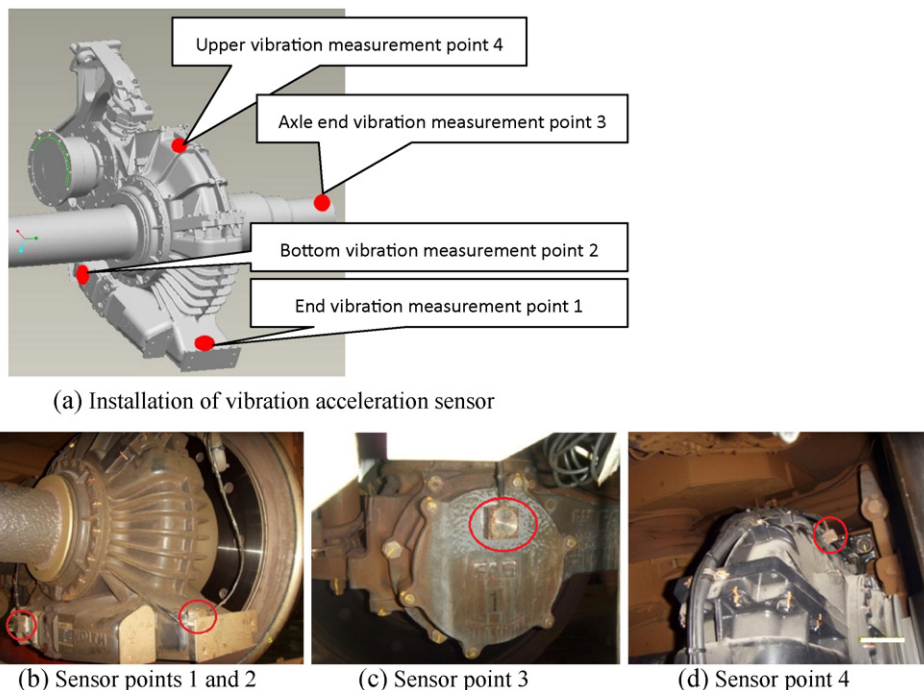 Upper vibration measurement point 4
Axle end vibration measurement point 3
Bottom vibration measurement point 2
End vibration measurement point 1
(a) Installation of vibration acceleration sensor
(b) Sensor points 1 and 2
(c) Sensor point 3
(d) Sensor point 4